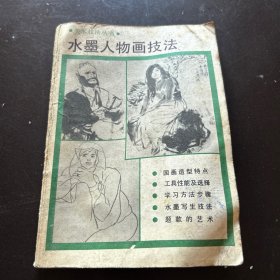 水墨人物画技法
●国画造型特点
●工具性能及选择
●学习方法步骤
●水墨写生技法
●题款的艺术